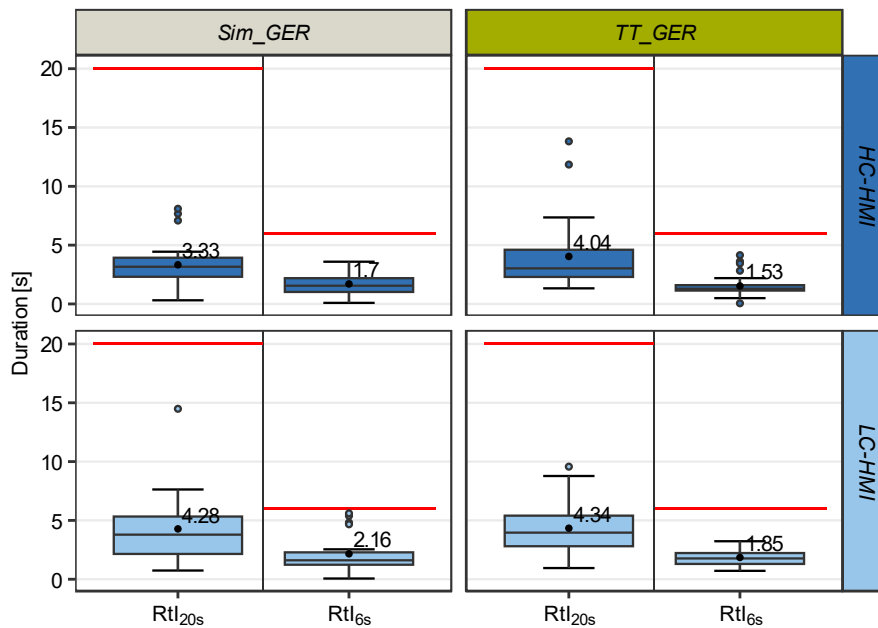 Sim_GER
TT_GER
Duration [s]
20
15
10
5
0
3.33
1.7
4.04
1.53
HC-HMI
20
15
10
5
0
4.28
2.16
4.34
1.85
LC-HMI
RtI20s
RtI6s
RtI20s
RtI6s